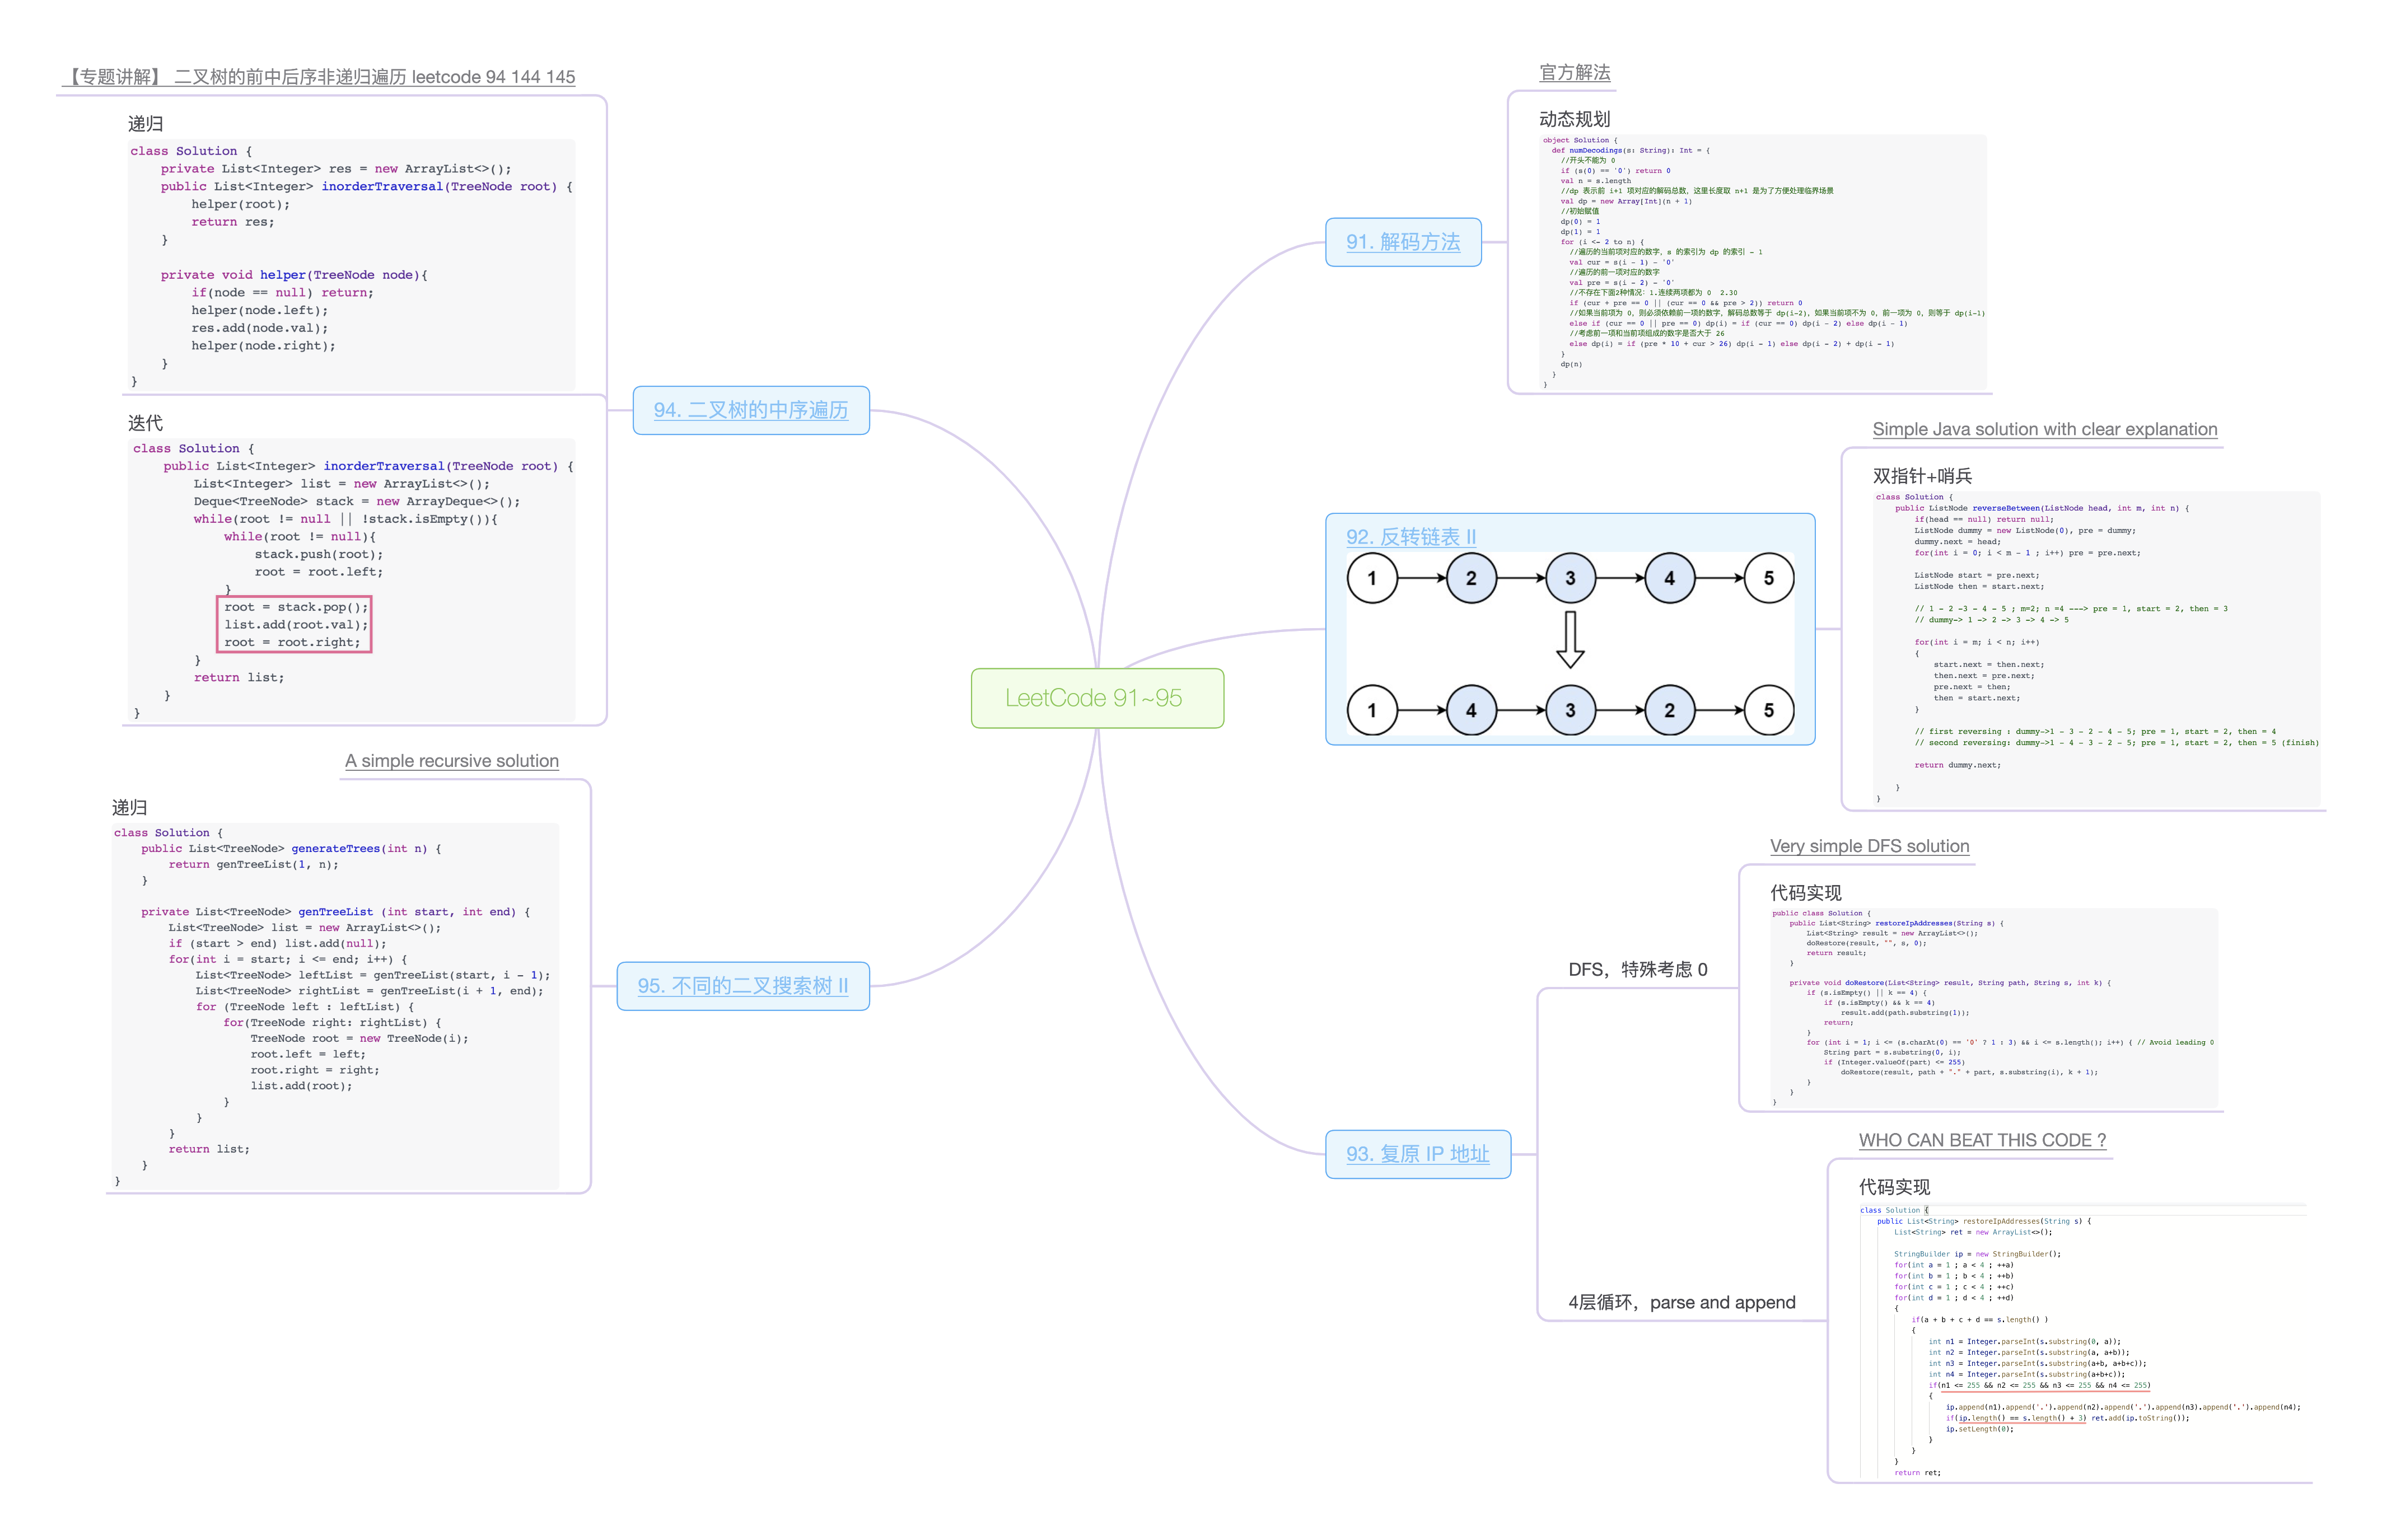 LeetCode 91~95
91. 解码方法
官方解法
动态规划
object Solution {
  def numDecodings(s: String): Int = {
    //开头不能为 0
    if (s(0) == '0') return 0
    val n = s.length
    //dp 表示前 i+1 项对应的解码总数，这里长度取 n+1 是为了方便处理临界场景
    val dp = new Array[Int](n + 1)
    //初始赋值
    dp(0) = 1
    dp(1) = 1
    for (i <- 2 to n) {
      //遍历的当前项对应的数字，s 的索引为 dp 的索引 - 1
      val cur = s(i - 1) - '0'
      //遍历的前一项对应的数字
      val pre = s(i - 2) - '0'
      //不存在下面2种情况：1.连续两项都为 0  2.30
      if (cur + pre == 0 || (cur == 0 && pre > 2)) return 0
      //如果当前项为 0，则必须依赖前一项的数字，解码总数等于 dp(i-2)，如果当前项不为 0，前一项为 0，则等于 dp(i-1)
      else if (cur == 0 || pre == 0) dp(i) = if (cur == 0) dp(i - 2) else dp(i - 1)
      //考虑前一项和当前项组成的数字是否大于 26
      else dp(i) = if (pre * 10 + cur > 26) dp(i - 1) else dp(i - 2) + dp(i - 1)
    }
    dp(n)
  }
}
92. 反转链表 II
1 2 3 4 5
1 4 3 2 5
Simple Java solution with clear explanation
双指针+哨兵
class Solution {
    public ListNode reverseBetween(ListNode head, int m, int n) {
        if(head == null) return null;
        ListNode dummy = new ListNode(0), pre = dummy;
        dummy.next = head;
        for(int i = 0; i < m - 1 ; i++) pre = pre.next;
        ListNode start = pre.next;
        ListNode then = start.next;
        // 1 - 2 -3 - 4 - 5 ; m=2; n =4 ---> pre = 1, start = 2, then = 3
        // dummy-> 1 -> 2 -> 3 -> 4 -> 5
        for(int i = m; i < n; i++)
        {
            start.next = then.next;
            then.next = pre.next;
            pre.next = then;
            then = start.next;
        }
        // first reversing : dummy->1 - 3 - 2 - 4 - 5; pre = 1, start = 2, then = 4
        // second reversing: dummy->1 - 4 - 3 - 2 - 5; pre = 1, start = 2, then = 5 (finish)
        return dummy.next;
    }
}
93. 复原 IP 地址
DFS，特殊考虑 0
Very simple DFS solution
代码实现
public class Solution {
    public List<String> restoreIpAddresses(String s) {
        List<String> result = new ArrayList<>();
        doRestore(result, "", s, 0);
        return result;
    }
    private void doRestore(List<String> result, String path, String s, int k) {
        if (s.isEmpty() || k == 4) {
            if (s.isEmpty() && k == 4)
                result.add(path.substring(1));
            return;
        }
        for (int i = 1; i <= (s.charAt(0) == '0' ? 1 : 3) && i <= s.length(); i++) { // Avoid leading 0
            String part = s.substring(0, i);
            if (Integer.valueOf(part) <= 255)
                doRestore(result, path + "." + part, s.substring(i), k + 1);
        }
    }
}
4层循环，parse and append
WHO CAN BEAT THIS CODE ?
代码实现
class Solution {
    public List<String> restoreIpAddresses(String s) {
        List<String> ret = new ArrayList<>();
        StringBuilder ip = new StringBuilder();
        for(int a = 1 ; a < 4 ; ++a)
        for(int b = 1 ; b < 4 ; ++b)
        for(int c = 1 ; c < 4 ; ++c)
        for(int d = 1 ; d < 4 ; ++d)
        {
            if(a + b + c + d == s.length() )
            {
                int n1 = Integer.parseInt(s.substring(0, a));
                int n2 = Integer.parseInt(s.substring(a, a+b));
                int n3 = Integer.parseInt(s.substring(a+b, a+b+c));
                int n4 = Integer.parseInt(s.substring(a+b+c));
                if(n1 <= 255 && n2 <= 255 && n3 <= 255 && n4 <= 255)
                {
                    ip.append(n1).append('.').append(n2).append('.').append(n3).append('.').append(n4);
                    if(ip.length() == s.length() + 3) ret.add(ip.toString());
                    ip.setLength(0);
                }
            }
        }
        return ret;
94. 二叉树的中序遍历
【专题讲解】 二叉树的前中后序非递归遍历 leetcode 94 144 145
递归
class Solution {
    private List<Integer> res = new ArrayList<>();
    public List<Integer> inorderTraversal(TreeNode root) {
        helper(root);
        return res;
    }
    private void helper(TreeNode node){
        if(node == null) return;
        helper(node.left);
        res.add(node.val);
        helper(node.right);
    }
}
迭代
class Solution {
    public List<Integer> inorderTraversal(TreeNode root) {
        List<Integer> list = new ArrayList<>();
        Deque<TreeNode> stack = new ArrayDeque<>();
        while(root != null || !stack.isEmpty()){
            while(root != null){
                stack.push(root);
                root = root.left;
            }
            root = stack.pop();
            list.add(root.val);
            root = root.right;
        }
        return list;
    }
}
95. 不同的二叉搜索树 II
A simple recursive solution
递归
class Solution {
    public List<TreeNode> generateTrees(int n) {
        return genTreeList(1, n);
    }
    private List<TreeNode> genTreeList (int start, int end) {
        List<TreeNode> list = new ArrayList<>();
        if (start > end) list.add(null);
        for(int i = start; i <= end; i++) {
            List<TreeNode> leftList = genTreeList(start, i - 1);
            List<TreeNode> rightList = genTreeList(i + 1, end);
            for (TreeNode left : leftList) {
                for(TreeNode right: rightList) {
                    TreeNode root = new TreeNode(i);
                    root.left = left;
                    root.right = right;
                    list.add(root);
                }
            }
        }
        return list;
    }
}